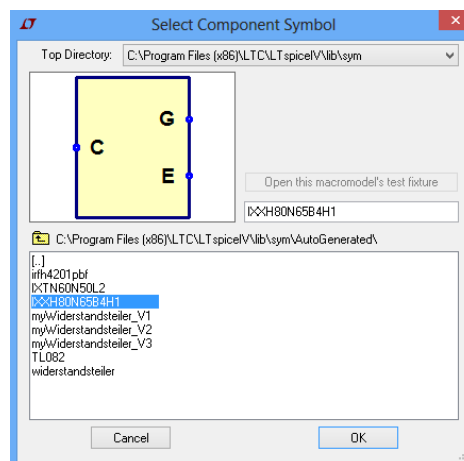 Select Component Symbol
Top Directory: C:\Program Files (x86)\LTC\LTspiceIV\lib\sym
G
C
E
Open this macromodel's test fixture
IXXH80N65B4H1
C:\Program Files (x86)\LTC\LTspiceIV\lib\sym\AutoGenerated\
[..]
irfh4201pbf
IXTN60N50L2
IXXH80N65B4H1
myWiderstandsteiler_V1
myWiderstandsteiler_V2
myWiderstandsteiler_V3
TL082
widerstandsteiler
Cancel OK